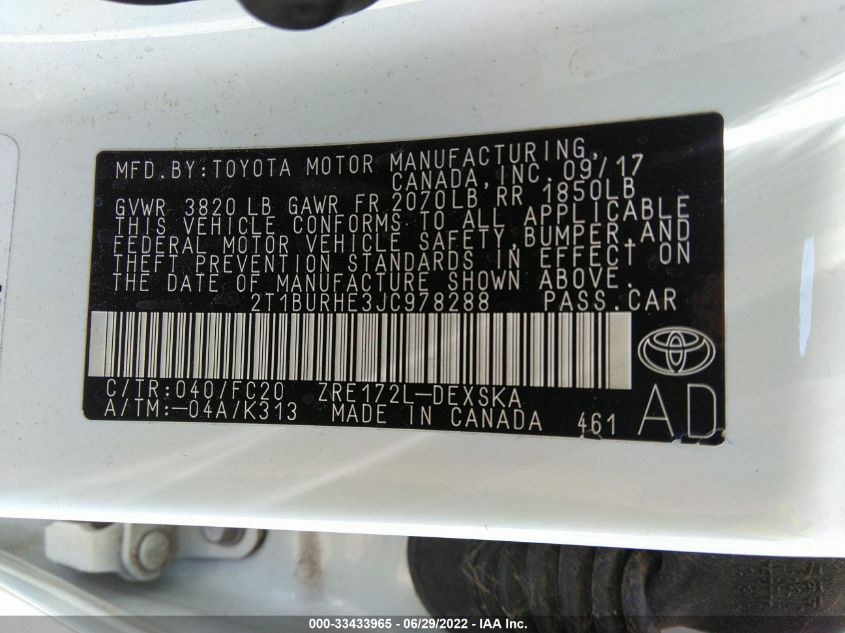 MFD. BY: TOYOTA MOTOR MANUFACTURING,
CANADA, INC. 09/17
GVWR 3820 LB GAWR FR 2070LB, RR 1850LB
THIS VEHICLE CONFORMS TO ALL APPLICABLE
FEDERAL MOTOR VEHICLE SAFETY, BUMPER, AND
THEFT PREVENTION STANDARDS IN EFFECT ON
THE DATE OF MANUFACTURE SHOWN ABOVE.
2T1BURHE3JC978288 PASS. CAR
C/TR: 040/FC20 ZRE172L-DEXSKA
A/TM: -04A/K313 MADE IN CANADA 461
AD
000-33433965 - 06/29/2022 - IAA Inc.